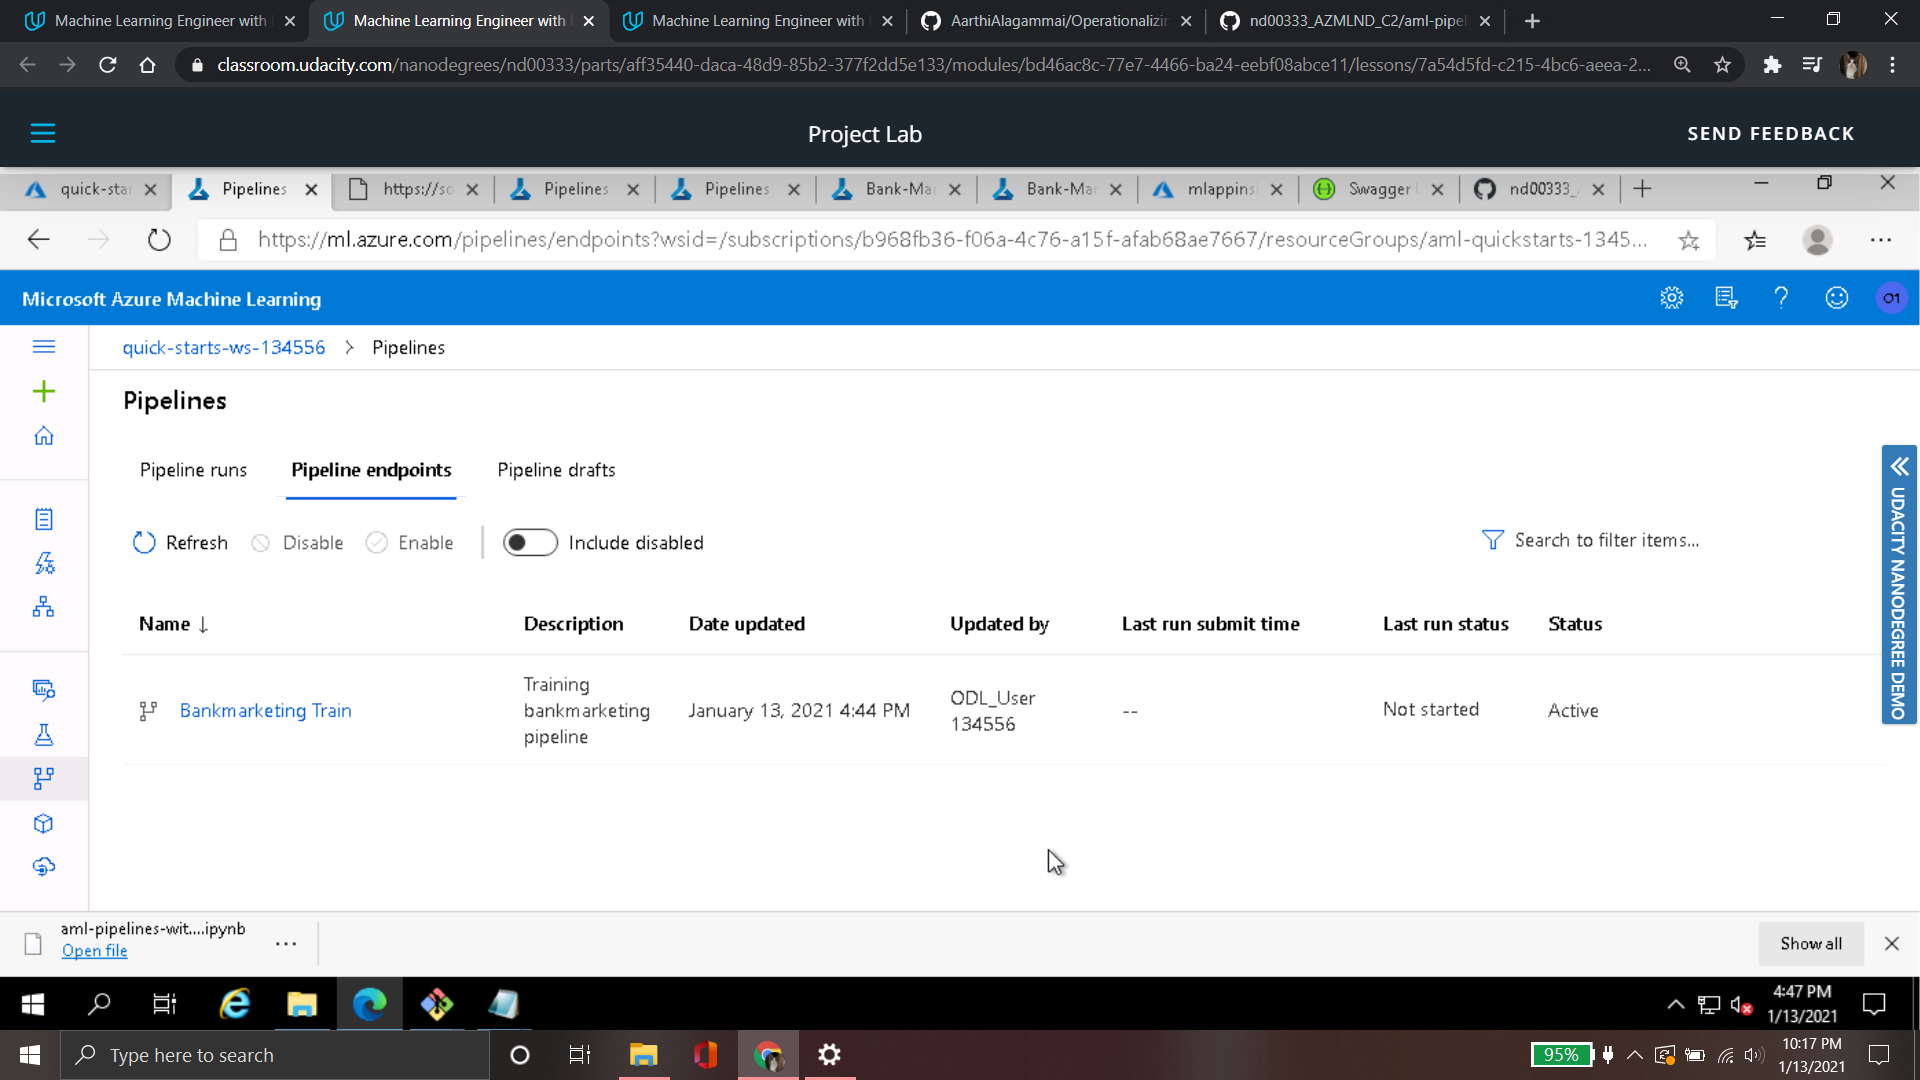 Machine Learning Engineer with
Machine Learning Engineer with
Machine Learning Engineer with
AarthiAlagammai/Operationalizin
nd00333_AZMLND_C2/aml-pipel
classroom.udacity.com/nanodegrees/nd00333/parts/aff35440-daca-48d9-85b2-377f2dd5e133/modules/bd46ac8c-77e7-4466-ba24-eebf08abce11/lessons/7a54d5fd-c215-4bc6-aeea-2...
Project Lab
SEND FEEDBACK
quick-star
Pipelines
https://so
Pipelines
Pipelines
Bank-Mar
Bank-Mar
mlappinsi
Swagger
nd00333_
https://ml.azure.com/pipelines/endpoints?wsid=/subscriptions/b968fb36-f06a-4c76-a15f-afab68ae7667/resourceGroups/aml-quickstarts-1345...
Microsoft Azure Machine Learning
O1
quick-starts-ws-134556 > Pipelines
Pipelines
Pipeline runs
Pipeline endpoints
Pipeline drafts
Refresh
Disable
Enable
Include disabled
Search to filter items...
Name ↓
Description
Date updated
Updated by
Last run submit time
Last run status
Status
Bankmarketing Train
Training
bankmarketing
pipeline
January 13, 2021 4:44 PM
ODL_User
134556
--
Not started
Active
UDACITY NANODEGREE DEMO
aml-pipelines-wit....ipynb
Open file
Show all
4:47 PM
1/13/2021
Type here to search
95%
10:17 PM
1/13/2021